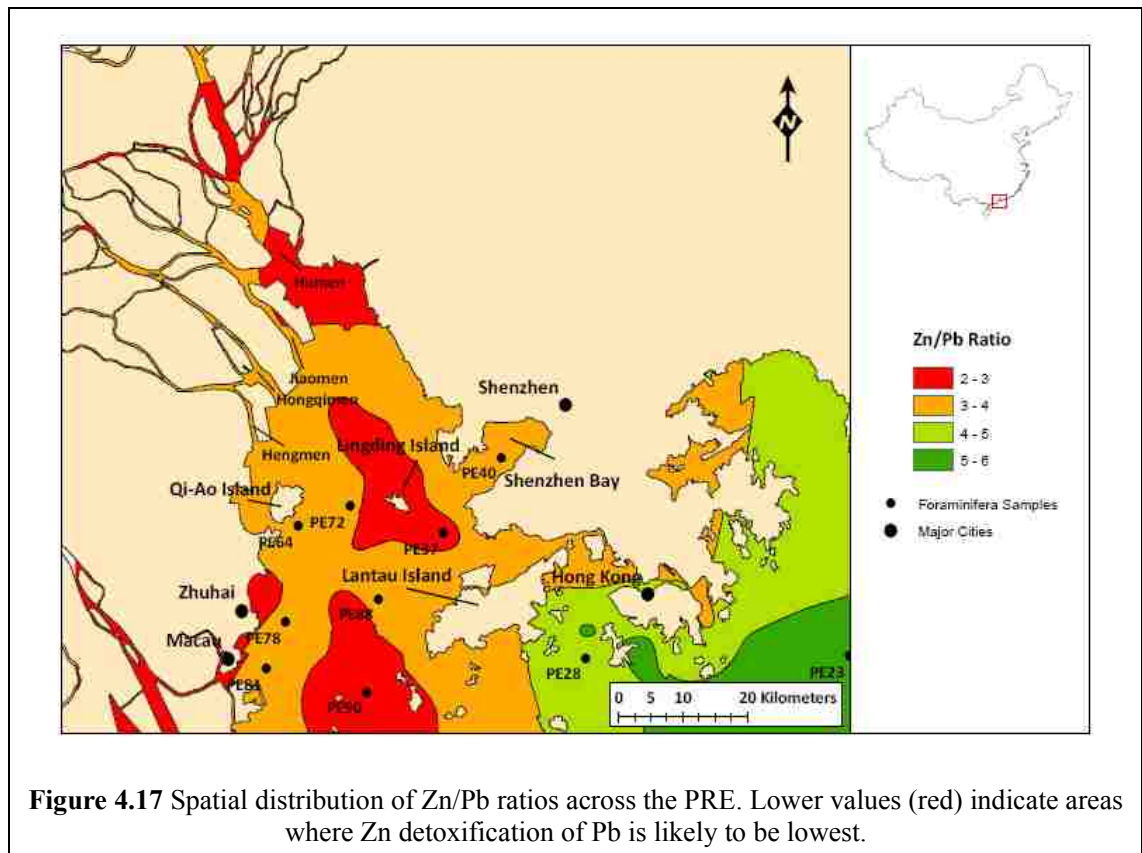 N
Humen
Jiaomen
Hongqimen
Shenzhen
Lingding Island
Hengmen
PE40
Qi-Ao Island
Shenzhen Bay
PE72
PE64
PE37
Lantau Island
Hong Kong
Zhuhai
PE88
PE78
Macau
PE28
PE23
PE81
PE90
0 5 10 20 Kilometers
Zn/Pb Ratio
2 - 3
3 - 4
4 - 5
5 - 6
Foraminifera Samples
Major Cities
Figure 4.17 Spatial distribution of Zn/Pb ratios across the PRE. Lower values (red) indicate areas
where Zn detoxification of Pb is likely to be lowest.